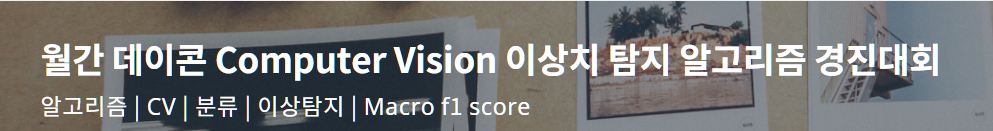 월간 데이콘 Computer Vision 이상치 탐지 알고리즘 경진대회
알고리즘 | CV | 분류 | 이상탐지 | Macro f1 score